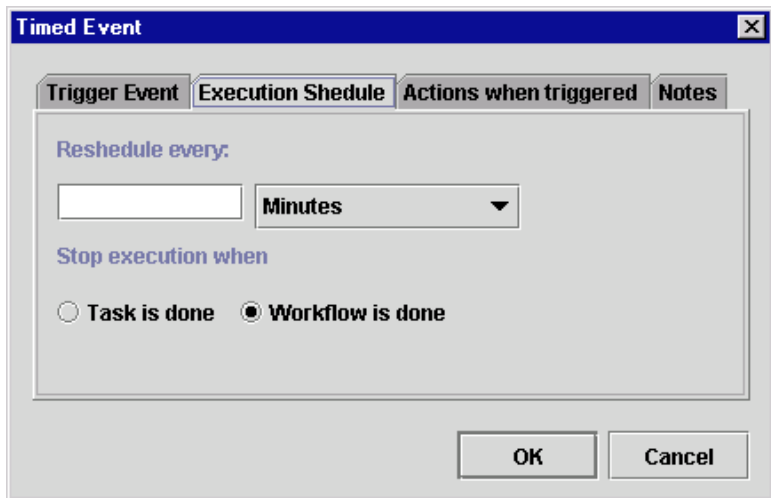 Timed Event
Trigger Event Execution Shedule Actions when triggered Notes
Reshedule every:
Minutes
Stop execution when
Task is done Workflow is done
OK Cancel